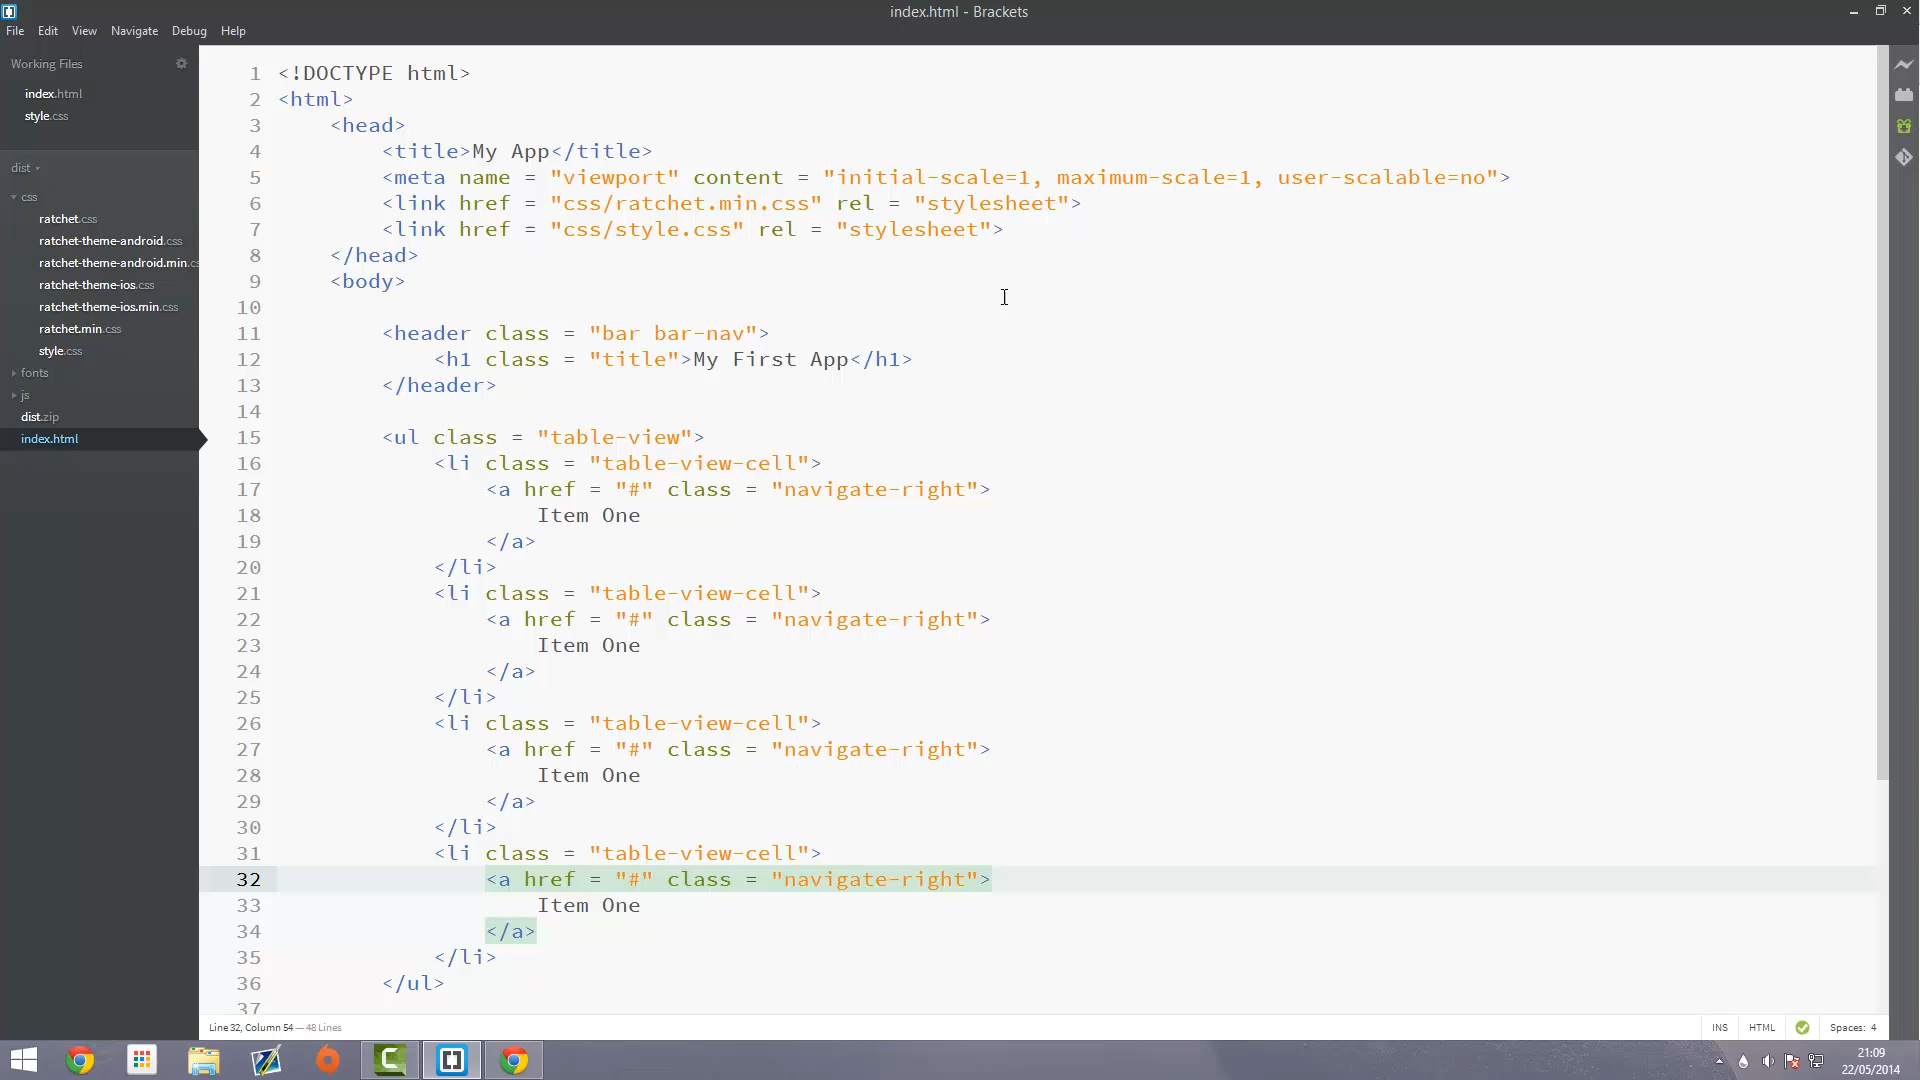 index.html - Brackets
File Edit View Navigate Debug Help
Working Files
index.html
style.css
dist
css
ratchet.css
ratchet-theme-android.css
ratchet-theme-android.min.cs
ratchet-theme-ios.css
ratchet-theme-ios.min.css
ratchet.min.css
style.css
fonts
js
dist.zip
index.html
1 <!DOCTYPE html>
2 <html>
3 <head>
4 <title>My App</title>
5 <meta name = "viewport" content = "initial-scale=1, maximum-scale=1, user-scalable=no">
6 <link href = "css/ratchet.min.css" rel = "stylesheet">
7 <link href = "css/style.css" rel = "stylesheet">
8 </head>
9 <body>
10
11 <header class = "bar bar-nav">
12 <h1 class = "title">My First App</h1>
13 </header>
14
15 <ul class = "table-view">
16 <li class = "table-view-cell">
17 <a href = "#" class = "navigate-right">
18 Item One
19 </a>
20 </li>
21 <li class = "table-view-cell">
22 <a href = "#" class = "navigate-right">
23 Item One
24 </a>
25 </li>
26 <li class = "table-view-cell">
27 <a href = "#" class = "navigate-right">
28 Item One
29 </a>
30 </li>
31 <li class = "table-view-cell">
32 <a href = "#" class = "navigate-right">
33 Item One
34 </a>
35 </li>
36 </ul>
37
Line 32, Column 54 — 48 Lines
INS HTML Spaces: 4
21:09
22/05/2014